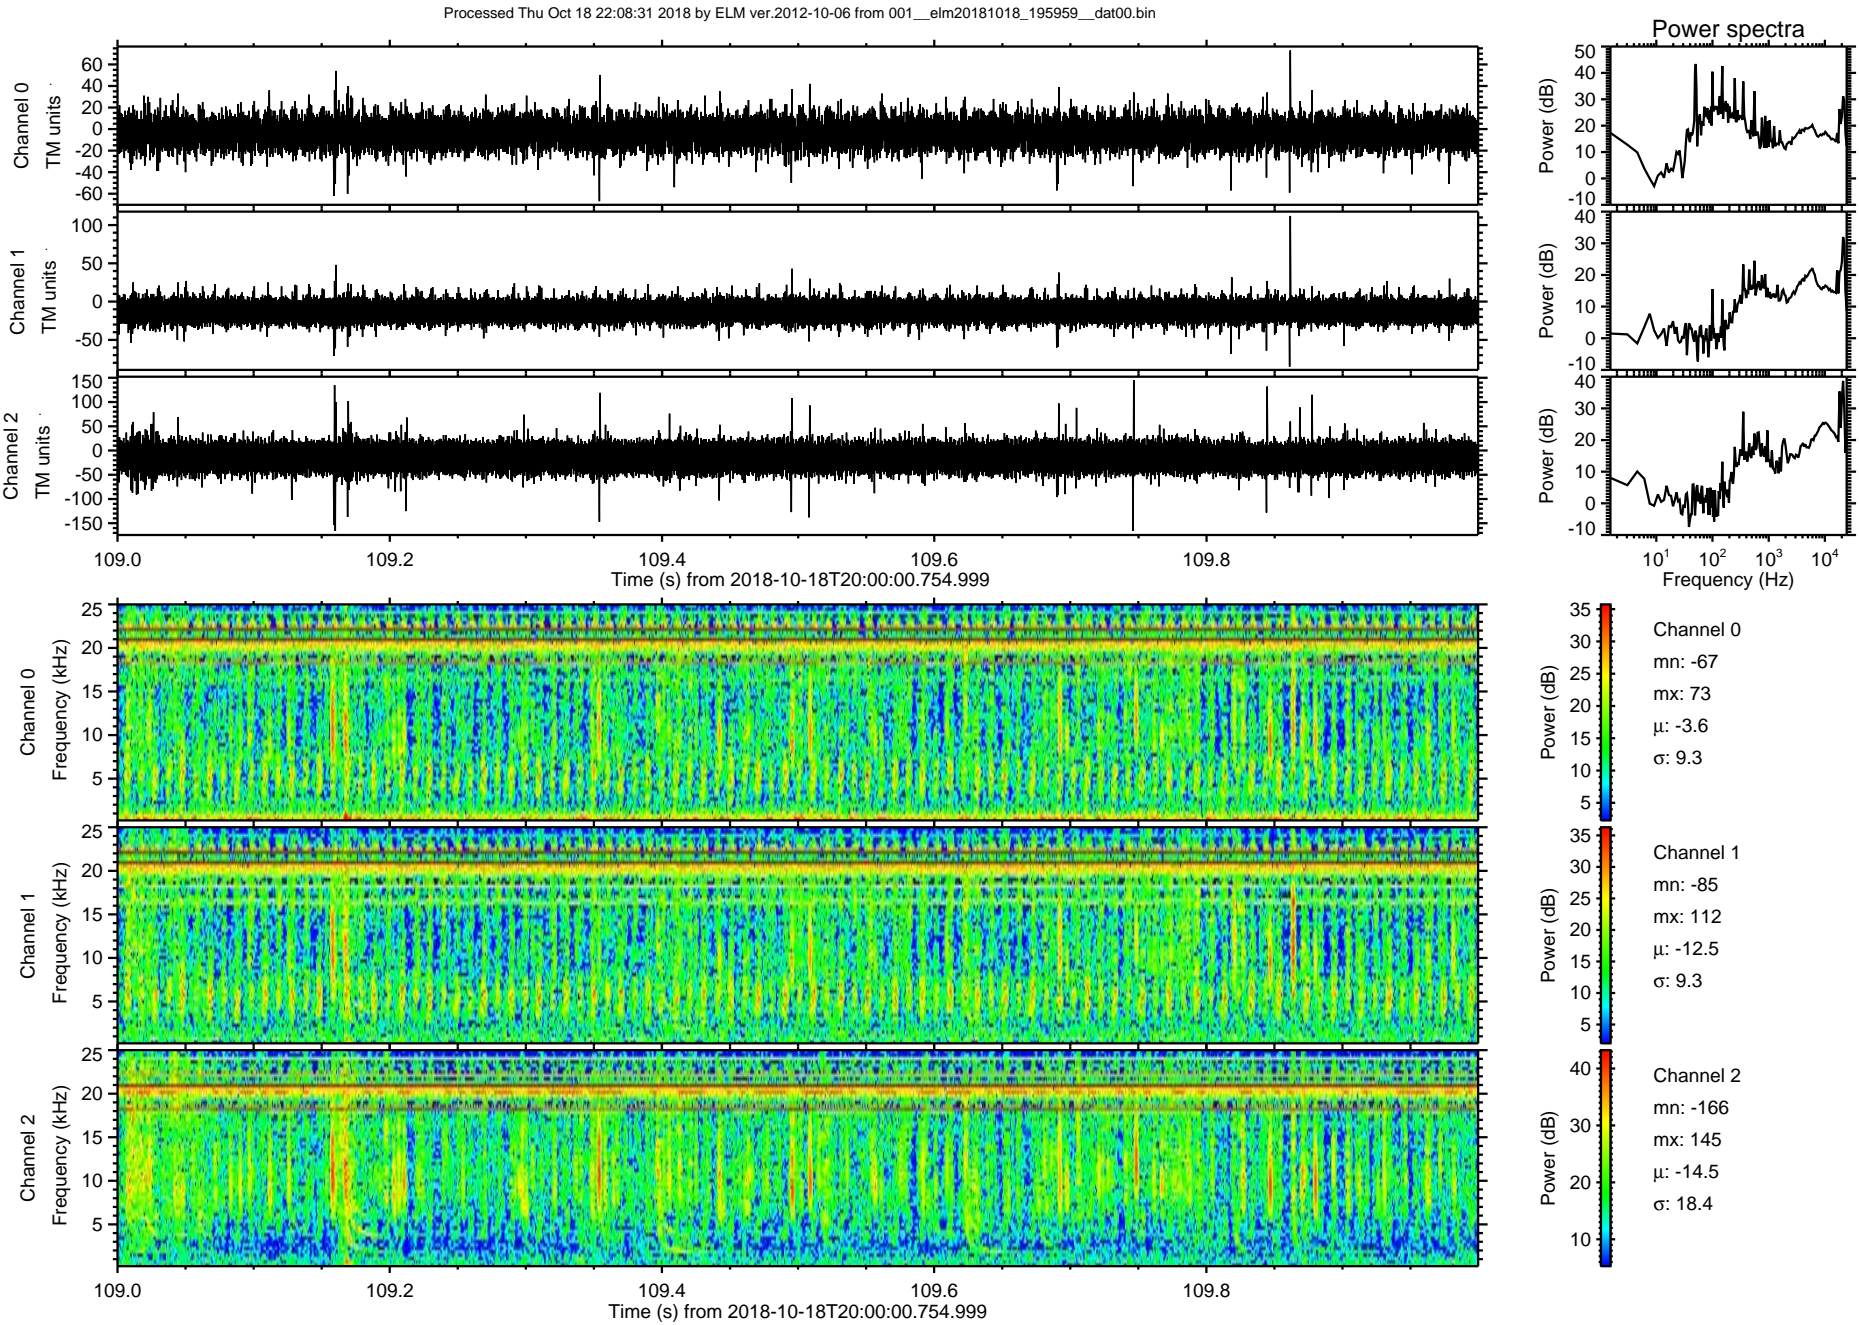 Processed Thu Oct 18 22:08:31 2018 by ELM ver.2012-10-06 from 001__elm20181018_195959__dat00.bin
Power spectra
Channel 0
TM units
60
40
20
0
-20
-40
-60
Power (dB)
50
40
30
20
10
0
-10
Channel 1
TM units
100
50
0
-50
Power (dB)
40
30
20
10
0
-10
Channel 2
TM units
150
100
50
0
-50
-100
-150
Power (dB)
40
30
20
10
0
-10
109.0 109.2 109.4 109.6 109.8
Time (s) from 2018-10-18T20:00:00.754.999
10^1 10^2 10^3 10^4
Frequency (Hz)
Channel 0
Frequency (kHz)
25
20
15
10
5
Power (dB)
35
30
25
20
15
10
5
Channel 0
mn: -67
mx: 73
μ: -3.6
σ: 9.3
Channel 1
Frequency (kHz)
25
20
15
10
5
Power (dB)
35
30
25
20
15
10
5
Channel 1
mn: -85
mx: 112
μ: -12.5
σ: 9.3
Channel 2
Frequency (kHz)
25
20
15
10
5
Power (dB)
40
30
20
10
Channel 2
mn: -166
mx: 145
μ: -14.5
σ: 18.4
109.0 109.2 109.4 109.6 109.8
Time (s) from 2018-10-18T20:00:00.754.999